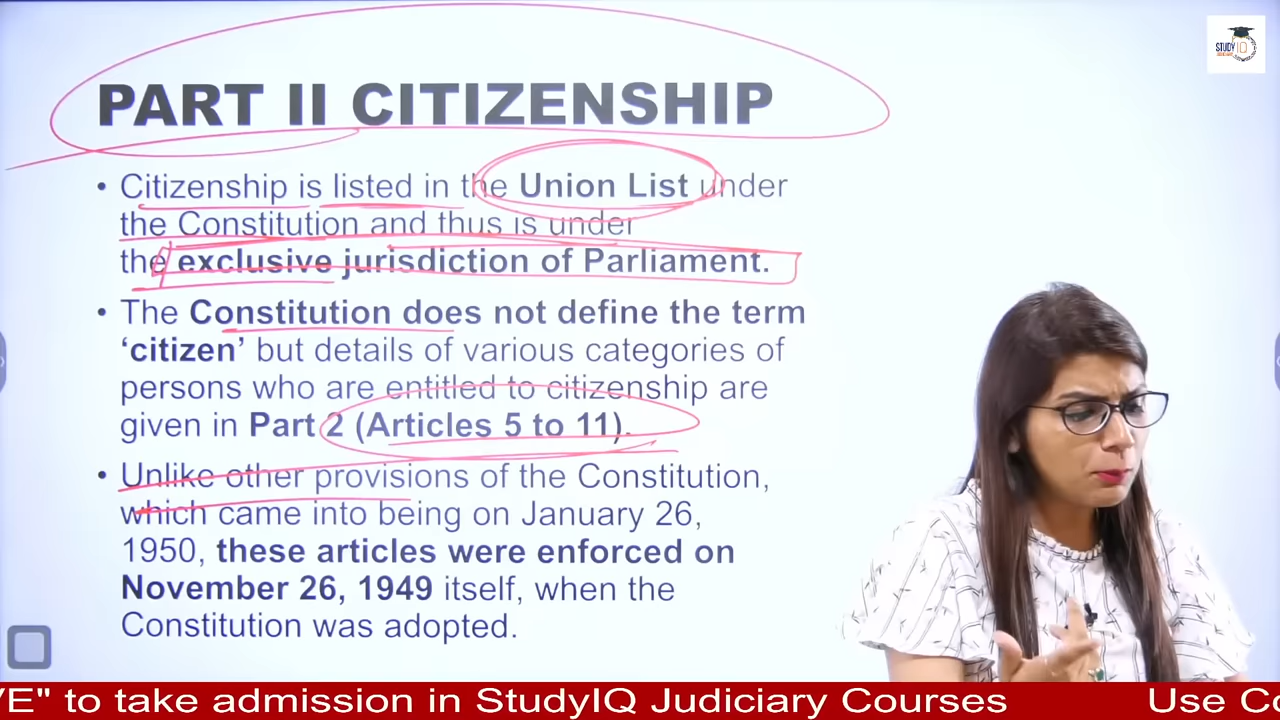 STUDY IQ
PART II CITIZENSHIP
• Citizenship is listed in the Union List under
the Constitution and thus is under
the exclusive jurisdiction of Parliament.
• The Constitution does not define the term
‘citizen’ but details of various categories of
persons who are entitled to citizenship are
given in Part 2 (Articles 5 to 11).
• Unlike other provisions of the Constitution,
which came into being on January 26,
1950, these articles were enforced on
November 26, 1949 itself, when the
Constitution was adopted.
VE" to take admission in StudyIQ Judiciary Courses Use Co